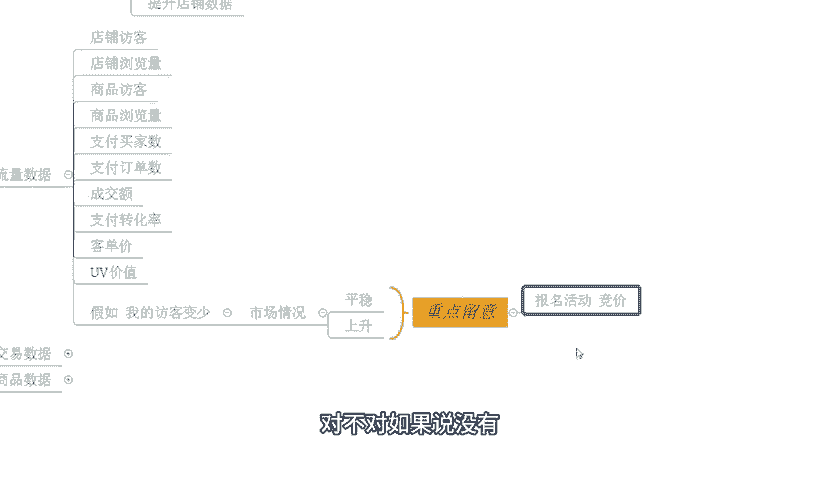 提升店铺数据
店铺访客
店铺浏览量
商品访客
商品浏览量
支付买家数
支付订单数
流量数据
成交额
支付转化率
客单价
UV价值
假如 我的访客变少
市场情况
平稳
上升
重点留意
报名活动 竞价
交易数据
商品数据
对不对如果说没有